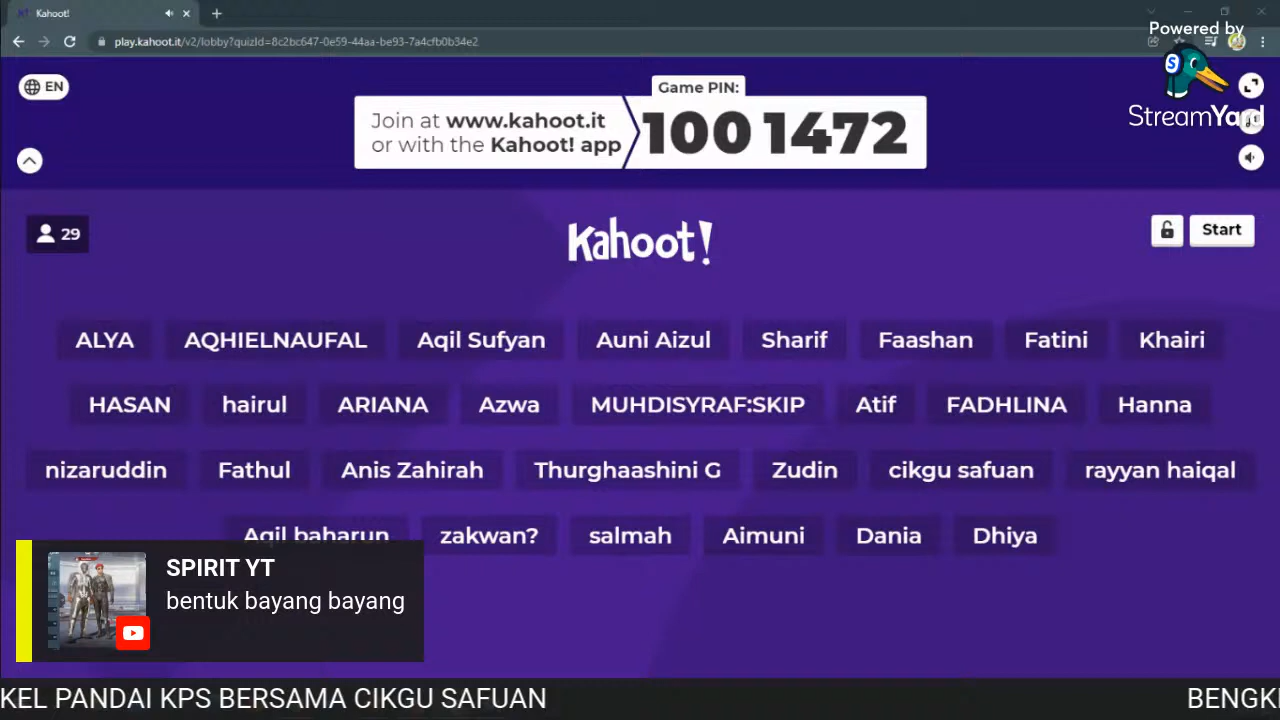 Kahoot!
play.kahoot.it/v2/lobby?quizId=8c2bc647-0e59-44aa-be93-7a4cfb0b34e2
Powered by
StreamYard
EN
Game PIN:
Join at www.kahoot.it
or with the Kahoot! app
100 1472
29
Kahoot!
Start
ALYA AQHIELNAUFAL Aqil Sufyan Auni Aizul Sharif Faashan Fatini Khairi
HASAN hairul ARIANA Azwa MUHDISYRAF:SKIP Atif FADHLINA Hanna
nizaruddin Fathul Anis Zahirah Thurghaashini G Zudin cikgu safuan rayyan haiqal
Aqil baharun zakwan? salmah Aimuni Dania Dhiya
SPIRIT YT
bentuk bayang bayang
KEL PANDAI KPS BERSAMA CIKGU SAFUAN BENGK